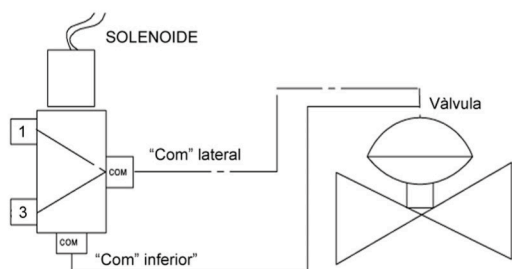 SOLENOIDE
1
3
COM
COM
"Com" lateral
"Com" inferior"
Vàlvula